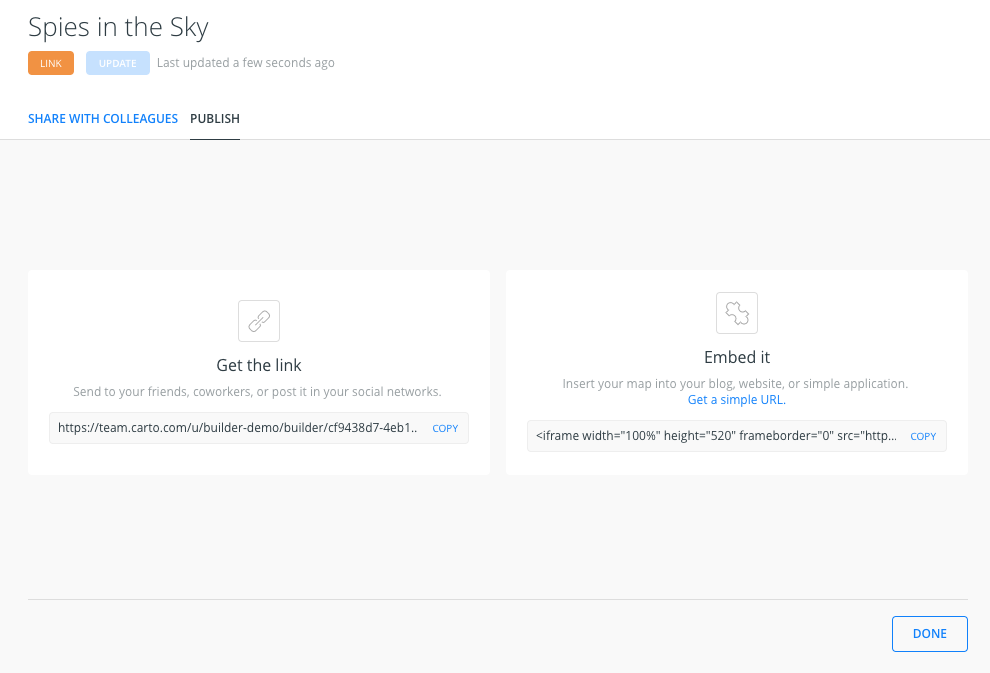 Spies in the Sky
LINK
UPDATE
Last updated a few seconds ago
SHARE WITH COLLEAGUES
PUBLISH
Get the link
Send to your friends, coworkers, or post it in your social networks.
https://team.carto.com/u/builder-demo/builder/cf9438d7-4eb1..
COPY
Embed it
Insert your map into your blog, website, or simple application.
Get a simple URL.
<iframe width="100%" height="520" frameborder="0" src="http...
COPY
DONE